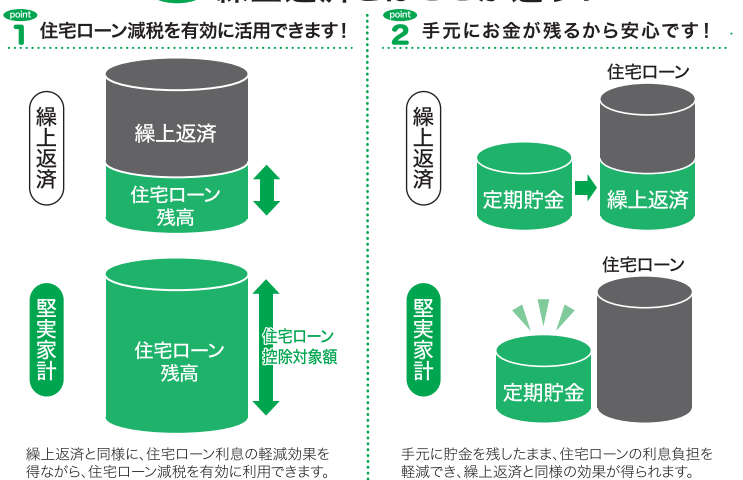 point
1 住宅ローン減税を有効に活用できます!
繰上返済
繰上返済
住宅ローン
残高
堅実家計
住宅ローン
残高
住宅ローン
控除対象額
繰上返済と同様に、住宅ローン利息の軽減効果を
得ながら、住宅ローン減税を有効に利用できます。
point
2 手元にお金が残るから安心です!
繰上返済
住宅ローン
定期貯金
繰上返済
堅実家計
住宅ローン
定期貯金
手元に貯金を残したまま、住宅ローンの利息負担を
軽減でき、繰上返済と同様の効果が得られます。